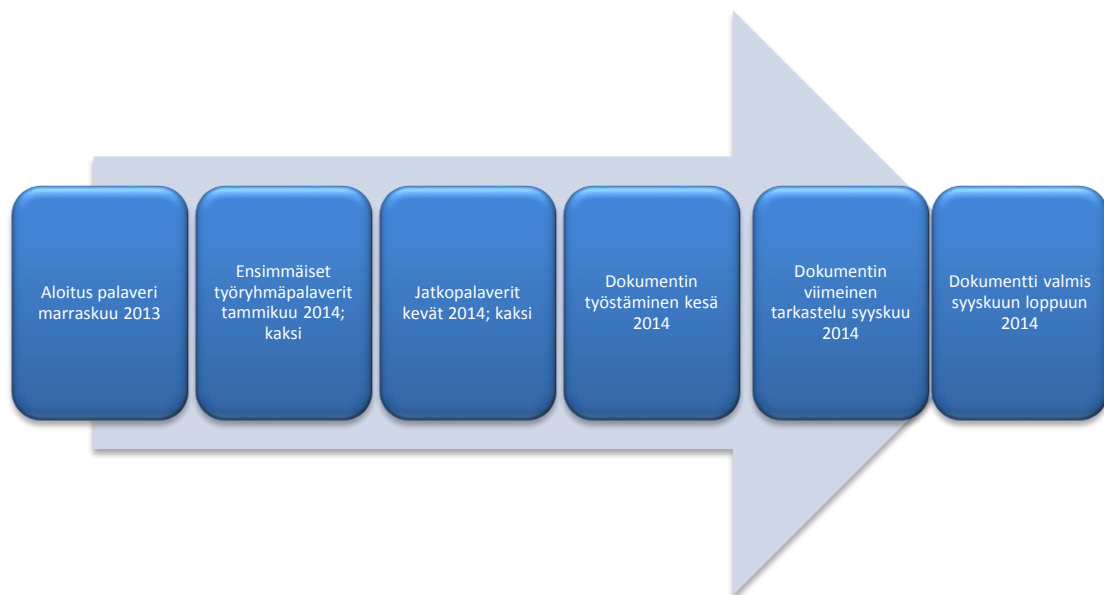 Aloitus palaveri
marraskuu 2013
Ensimmäiset
työryhmäpalaverit
tammikuu 2014;
kaksi
Jatkopalaverit
kevät 2014; kaksi
Dokumentin
työstäminen kesä
2014
Dokumentin
viimeinen
tarkastelu syyskuu
2014
Dokumentti valmis
syyskuun loppuun
2014